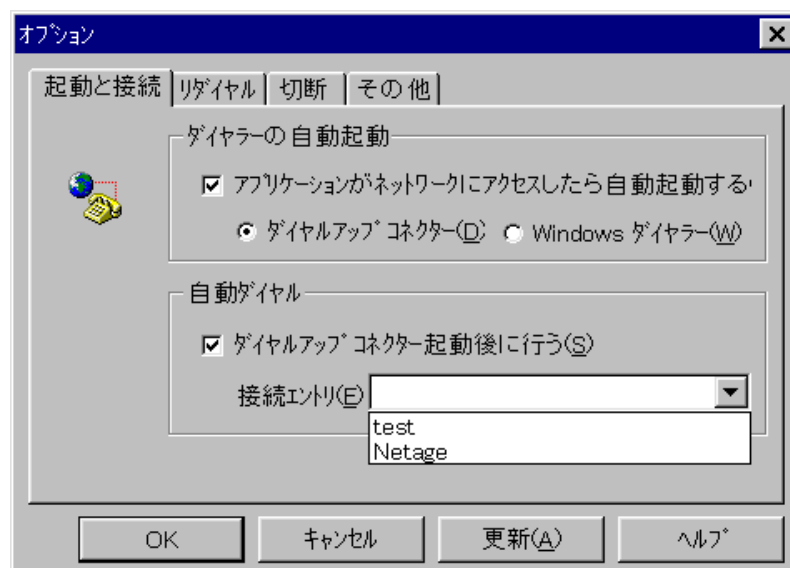 オプション
起動と接続 リダイヤル 切断 その他
ダイヤラーの自動起動
アプリケーションがネットワークにアクセスしたら自動起動する
ダイヤルアップ コネクター(D) Windows ダイヤラー(W)
自動ダイヤル
ダイヤルアップ コネクター起動後に行う(S)
接続エントリ(E)
test
Netage
OK キャンセル 更新(A) ヘルプ